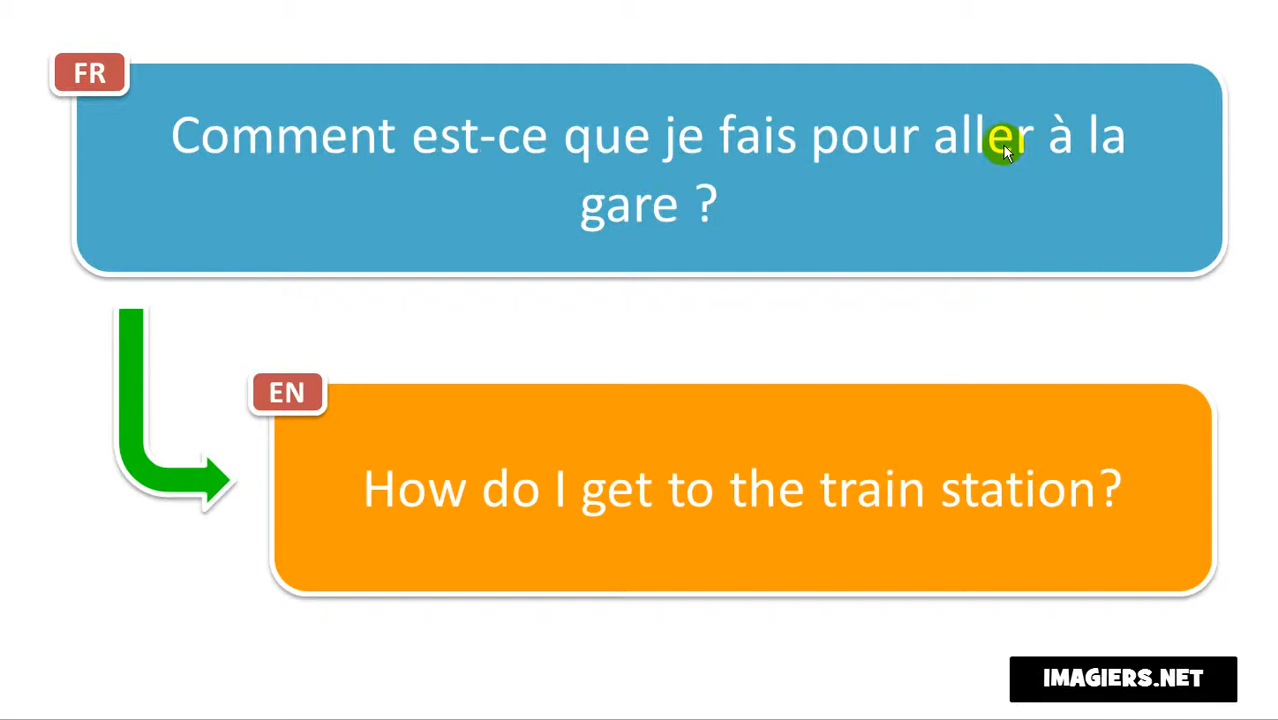 FR
Comment est-ce que je fais pour aller à la
gare ?
EN
How do I get to the train station?
IMAGIERS.NET